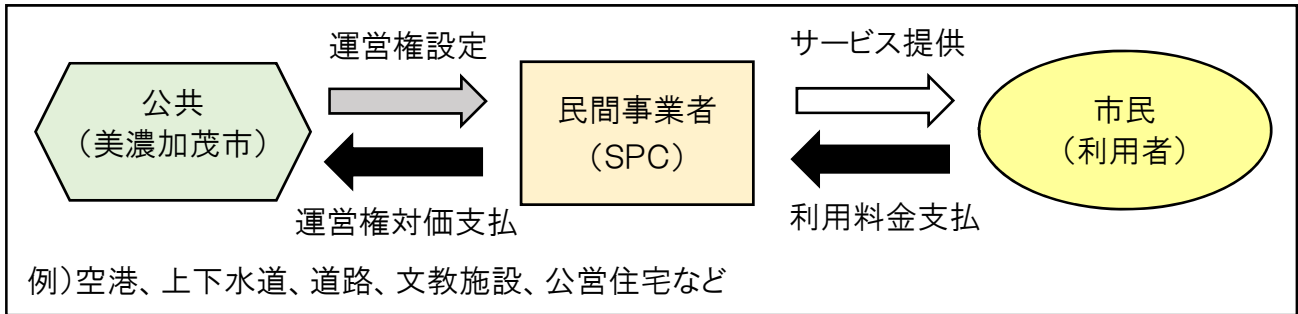 運営権設定
サービス提供
公共
（美濃加茂市）
民間事業者
（SPC）
市民
（利用者）
運営権対価支払
利用料金支払
例）空港、上下水道、道路、文教施設、公営住宅など